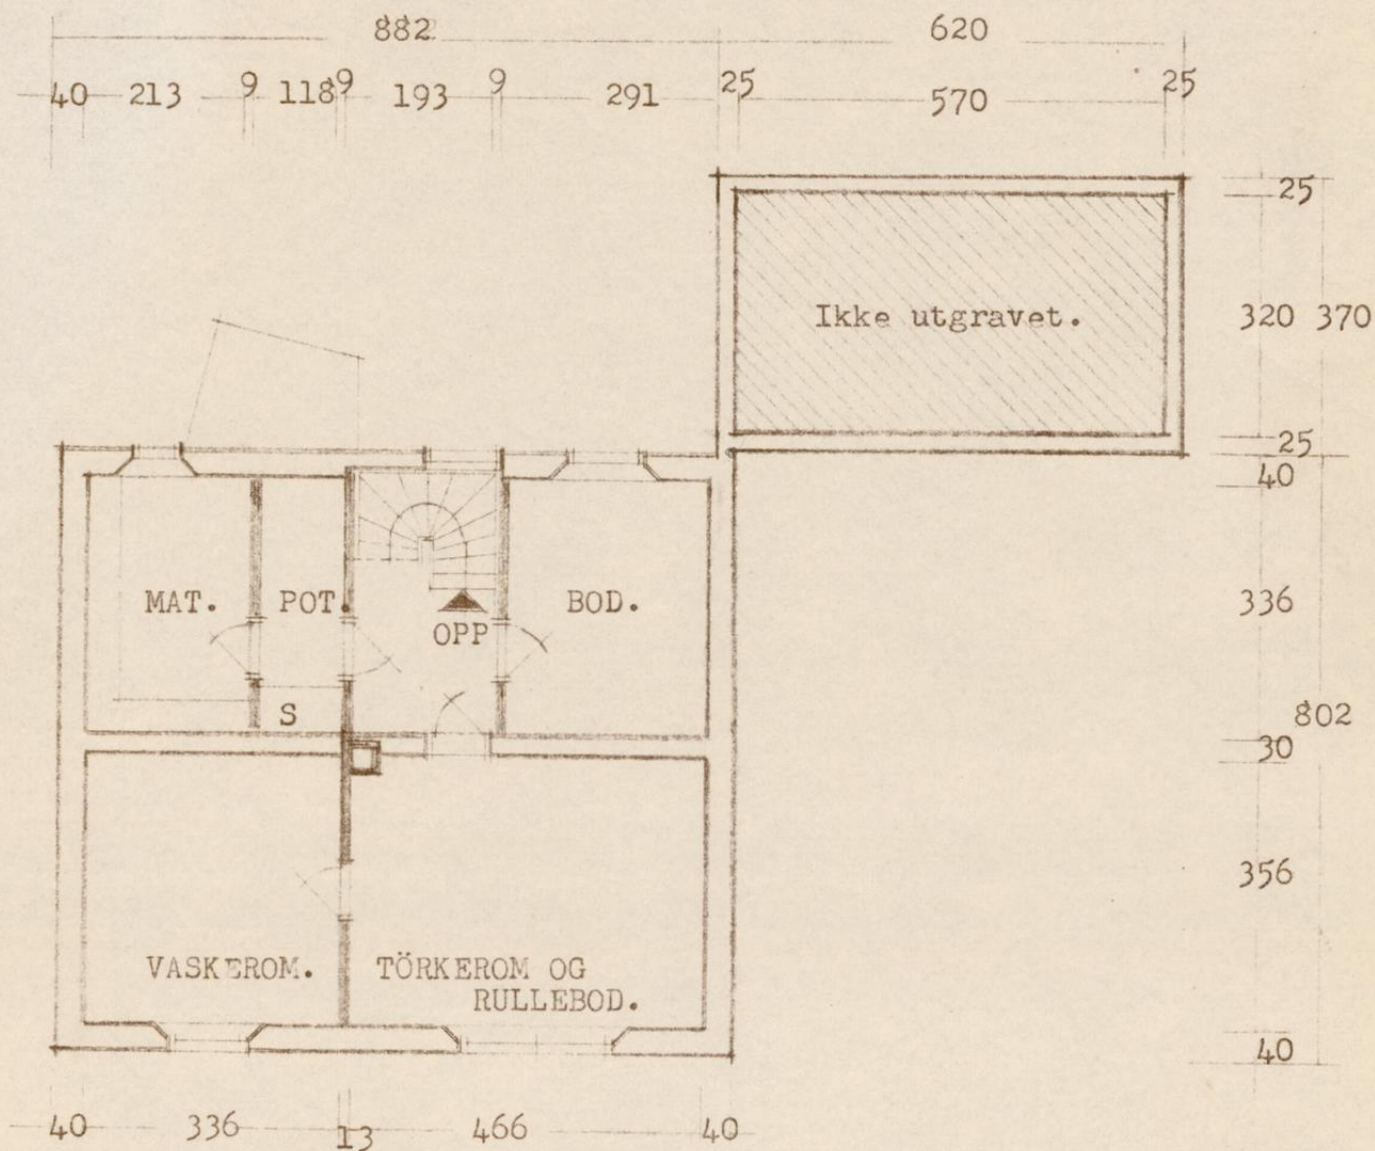 882 620
40 213 9 118 9 193 9 291 25 570 25
25
Ikke utgravet. 320 370
25
40
MAT. POT. BOD. 336
OPP
S 802
30
356
VASKEROM. TÖRKEROM OG
RULLEBOD.
40
40 336 13 466 40